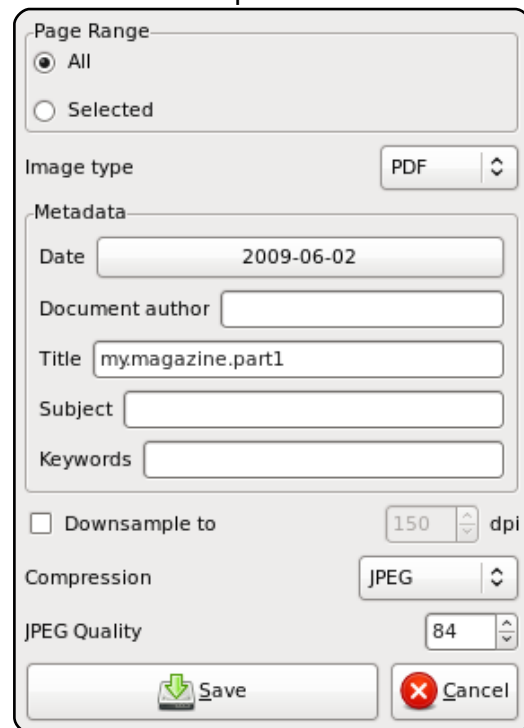 Page Range
All
Selected
Image type PDF
Metadata
Date 2009-06-02
Document author
Title my.magazine.part1
Subject
Keywords
Downsample to 150 dpi
Compression JPEG
JPEG Quality 84
Save Cancel